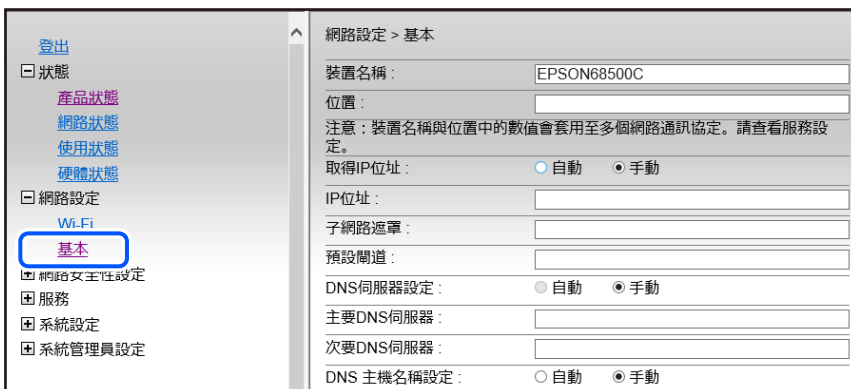 登出
狀態
產品狀態
網路狀態
使用狀態
硬體狀態
網路設定
Wi-Fi
基本
網路安全性設定
服務
系統設定
系統管理員設定
網路設定 > 基本
裝置名稱 : EPSON68500C
位置 :
注意：裝置名稱與位置中的數值會套用至多個網路通訊協定。請查看服務設
定。
取得IP位址 : 自動 手動
IP位址 :
子網路遮罩 :
預設閘道 :
DNS伺服器設定 : 自動 手動
主要DNS伺服器 :
次要DNS伺服器 :
DNS 主機名稱設定 : 自動 手動